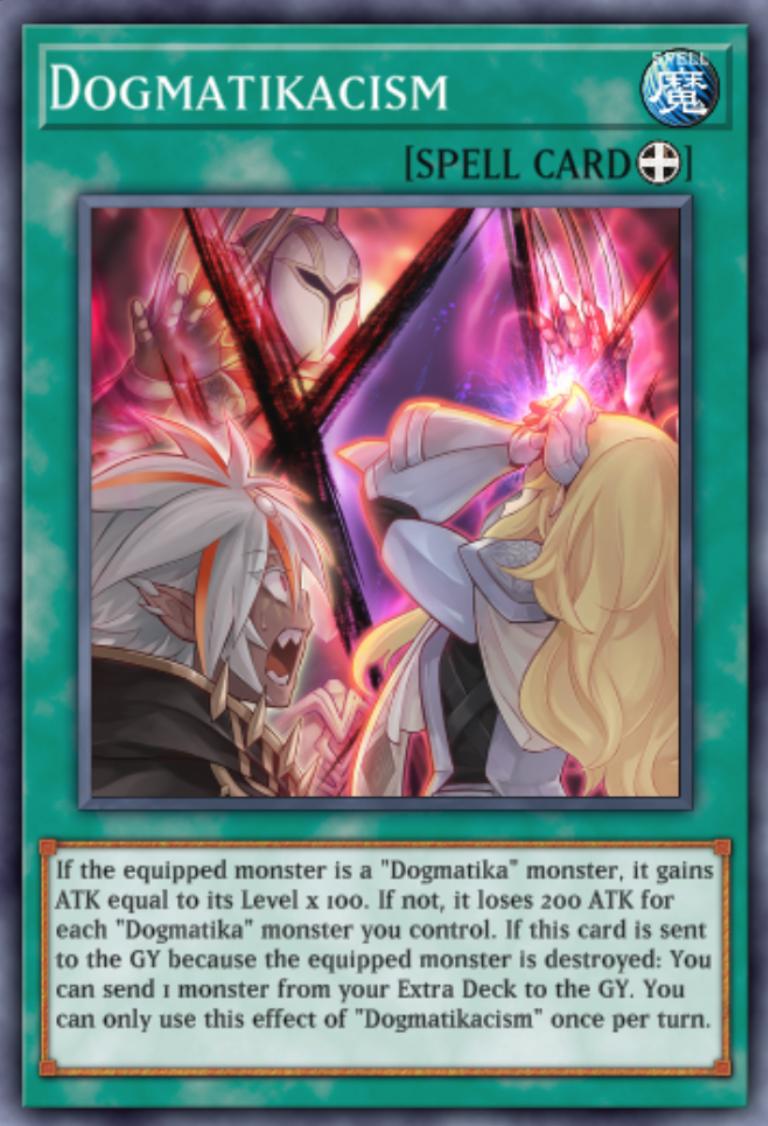 DOGMATIKACISM
SPELL
魔
[SPELL CARD]
If the equipped monster is a "Dogmatika" monster, it gains
ATK equal to its Level x 100. If not, it loses 200 ATK for
each "Dogmatika" monster you control. If this card is sent
to the GY because the equipped monster is destroyed: You
can send 1 monster from your Extra Deck to the GY. You
can only use this effect of "Dogmatikacism" once per turn.